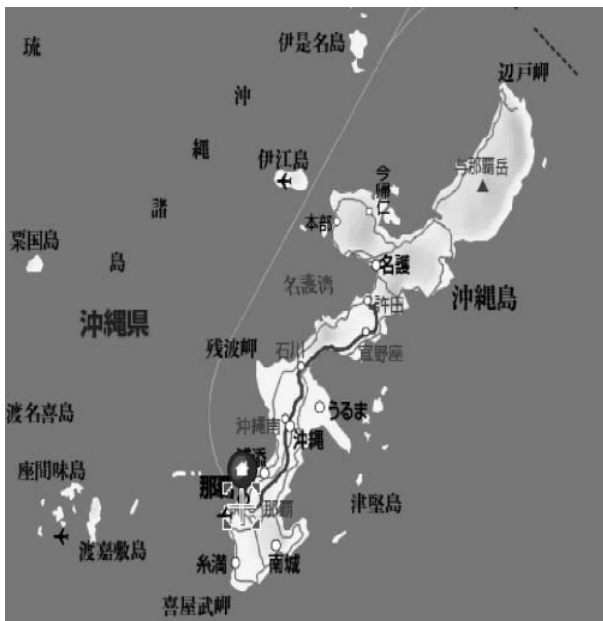 琉
伊是名島
辺戸岬
沖
縄
伊江島
与那覇岳
今帰仁
諸
本部
粟国島
島
名護
名護湾
許田
沖縄島
沖縄県
残波岬
石川
宜野座
渡名喜島
うるま
沖縄南
沖縄
座間味島
添
那覇
津堅島
渡嘉敷島
糸満
南城
喜屋武岬